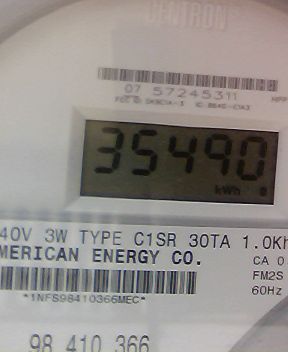 CENTRON®
07 57245311
35490
kWh
40V 3W TYPE C1SR 30TA 1.0Kh
MERICAN ENERGY CO.
CA 0
FM2S
60Hz
*1NFS98410366MEC*
98 410 366